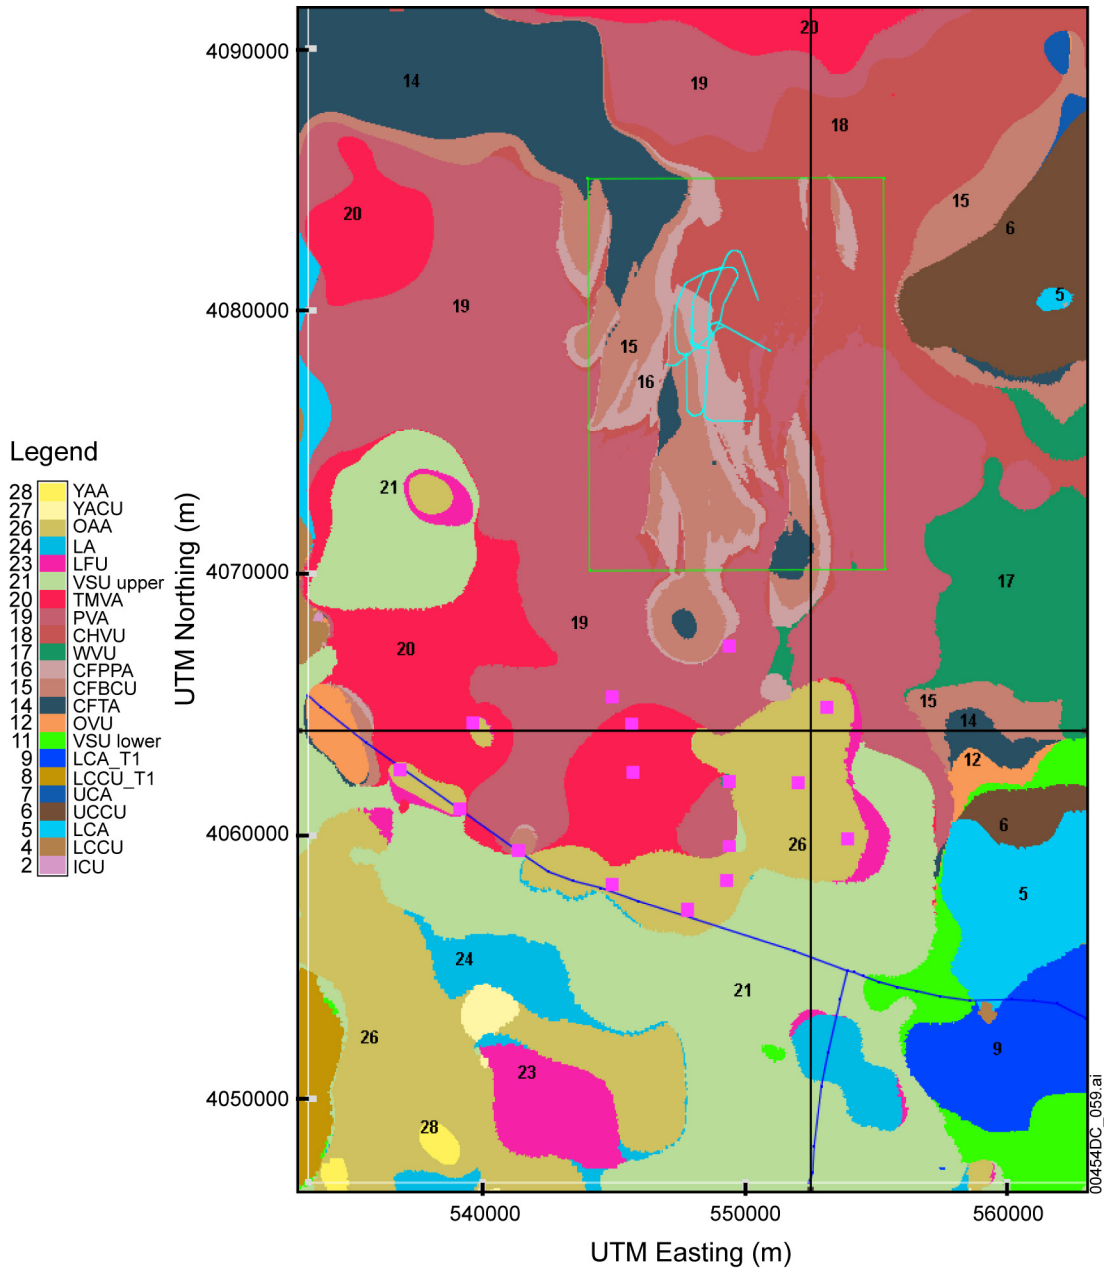 20
4090000
14
19
18
15
20
6
5
4080000
19
15
16
Legend
21
28 YAA
27 YACU
26 OAA
24 LA
23 LFU
21 VSU upper
20 TMVA
19 PVA
18 CHVU
17 WVU
16 CFPPA
15 CFBCU
14 CFTA
12 OVU
11 VSU lower
9 LCA_T1
8 LCCU_T1
7 UCA
6 UCCU
5 LCA
4 LCCU
2 ICU
UTM Northing (m)
4070000
17
19
20
15
14
12
6
4060000
26
5
24
21
26
9
23
4050000
28
00454DC_059.ai
540000
550000
560000
UTM Easting (m)